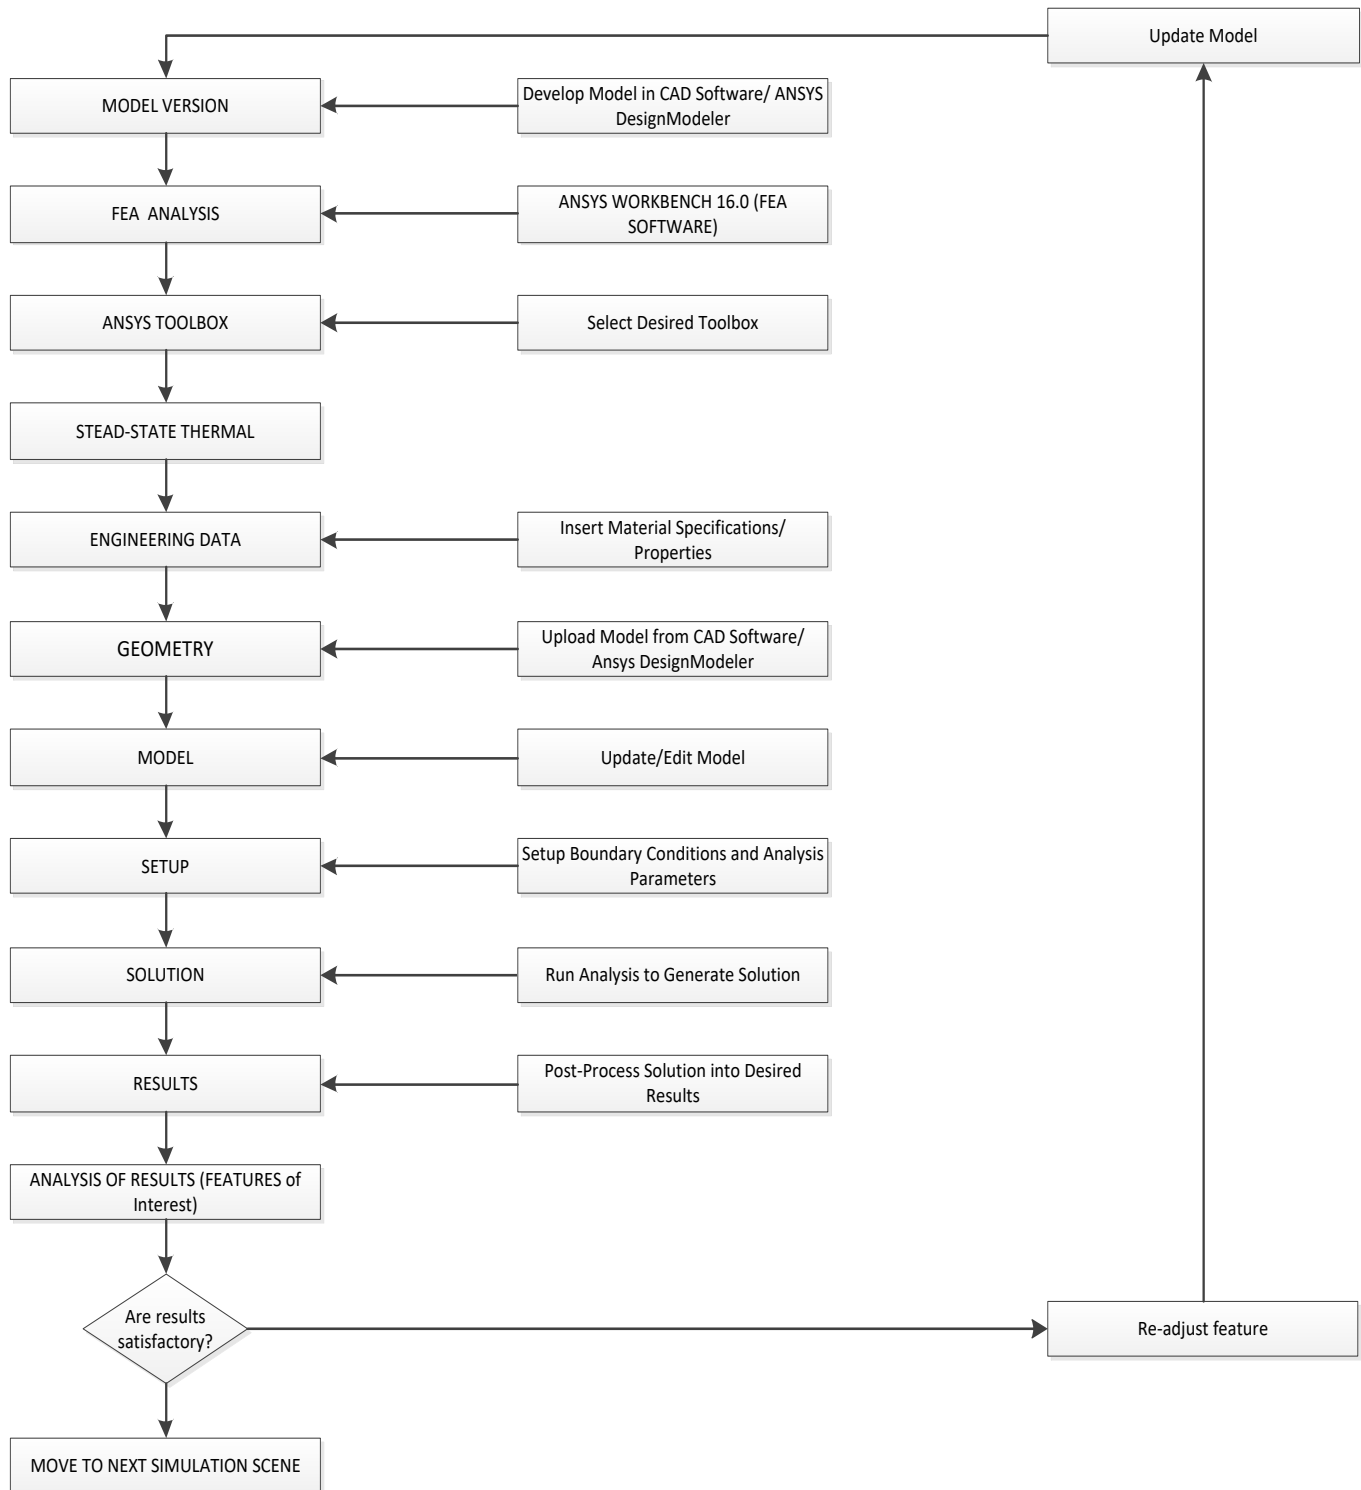 Update Model
MODEL VERSION
Develop Model in CAD Software/ ANSYS
DesignModeler
FEA  ANALYSIS
ANSYS WORKBENCH 16.0 (FEA
SOFTWARE)
ANSYS TOOLBOX
Select Desired Toolbox
STEAD-STATE THERMAL
ENGINEERING DATA
Insert Material Specifications/
Properties
GEOMETRY
Upload Model from CAD Software/
Ansys DesignModeler
MODEL
Update/Edit Model
SETUP
Setup Boundary Conditions and Analysis
Parameters
SOLUTION
Run Analysis to Generate Solution
RESULTS
Post-Process Solution into Desired
Results
ANALYSIS OF RESULTS (FEATURES of
Interest)
Are results
satisfactory?
Re-adjust feature
MOVE TO NEXT SIMULATION SCENE